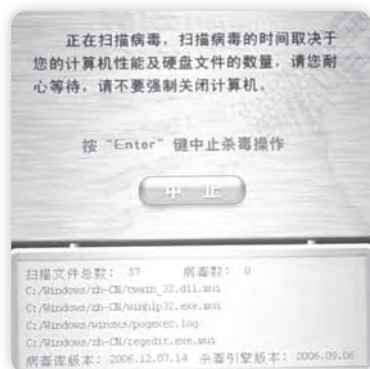 正在扫描病毒，扫描病毒的时间取决于
您的计算机性能及硬盘文件的数量，请您耐
心等待，请不要强制关闭计算机。
按 "Enter" 键中止杀毒操作
中 止
扫描文件总数： 57 病毒数： 0
C:/Windows/zh-CN/twain_32.dll.mui
C:/Windows/zh-CN/winhlp32.exe.mui
C:/Windows/winsxs/poqexec.log
C:/Windows/zh-CN/regedit.exe.mui
病毒库版本： 2006.12.07.14 杀毒引擎版本： 2006.09.06